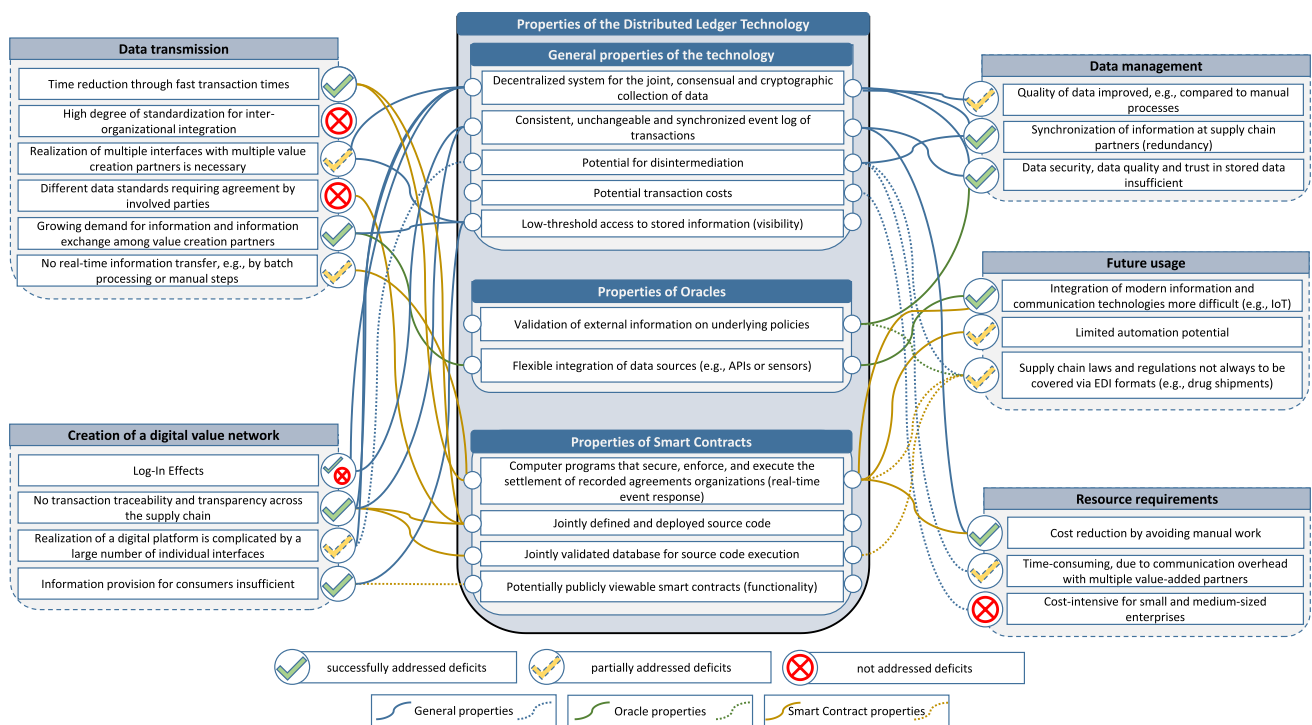 Data transmission
Time reduction through fast transaction times
High degree of standardization for inter-
organizational integration
Realization of multiple interfaces with multiple value
creation partners is necessary
Different data standards requiring agreement by
involved parties
Growing demand for information and information
exchange among value creation partners
No real-time information transfer, e.g., by batch
processing or manual steps
Creation of a digital value network
Log-In Effects
No transaction traceability and transparency across
the supply chain
Realization of a digital platform is complicated by a
large number of individual interfaces
Information provision for consumers insufficient
Properties of the Distributed Ledger Technology
General properties of the technology
Decentralized system for the joint, consensual and cryptographic
collection of data
Consistent, unchangeable and synchronized event log of
transactions
Potential for disintermediation
Potential transaction costs
Low-threshold access to stored information (visibility)
Properties of Oracles
Validation of external information on underlying policies
Flexible integration of data sources (e.g., APIs or sensors)
Properties of Smart Contracts
Computer programs that secure, enforce, and execute the
settlement of recorded agreements organizations (real-time
event response)
Jointly defined and deployed source code
Jointly validated database for source code execution
Potentially publicly viewable smart contracts (functionality)
Data management
Quality of data improved, e.g., compared to manual
processes
Synchronization of information at supply chain
partners (redundancy)
Data security, data quality and trust in stored data
insufficient
Future usage
Integration of modern information and
communication technologies more difficult (e.g., IoT)
Limited automation potential
Supply chain laws and regulations not always to be
covered via EDI formats (e.g., drug shipments)
Resource requirements
Cost reduction by avoiding manual work
Time-consuming, due to communication overhead
with multiple value-added partners
Cost-intensive for small and medium-sized
enterprises
successfully addressed deficits
partially addressed deficits
not addressed deficits
General properties
Oracle properties
Smart Contract properties